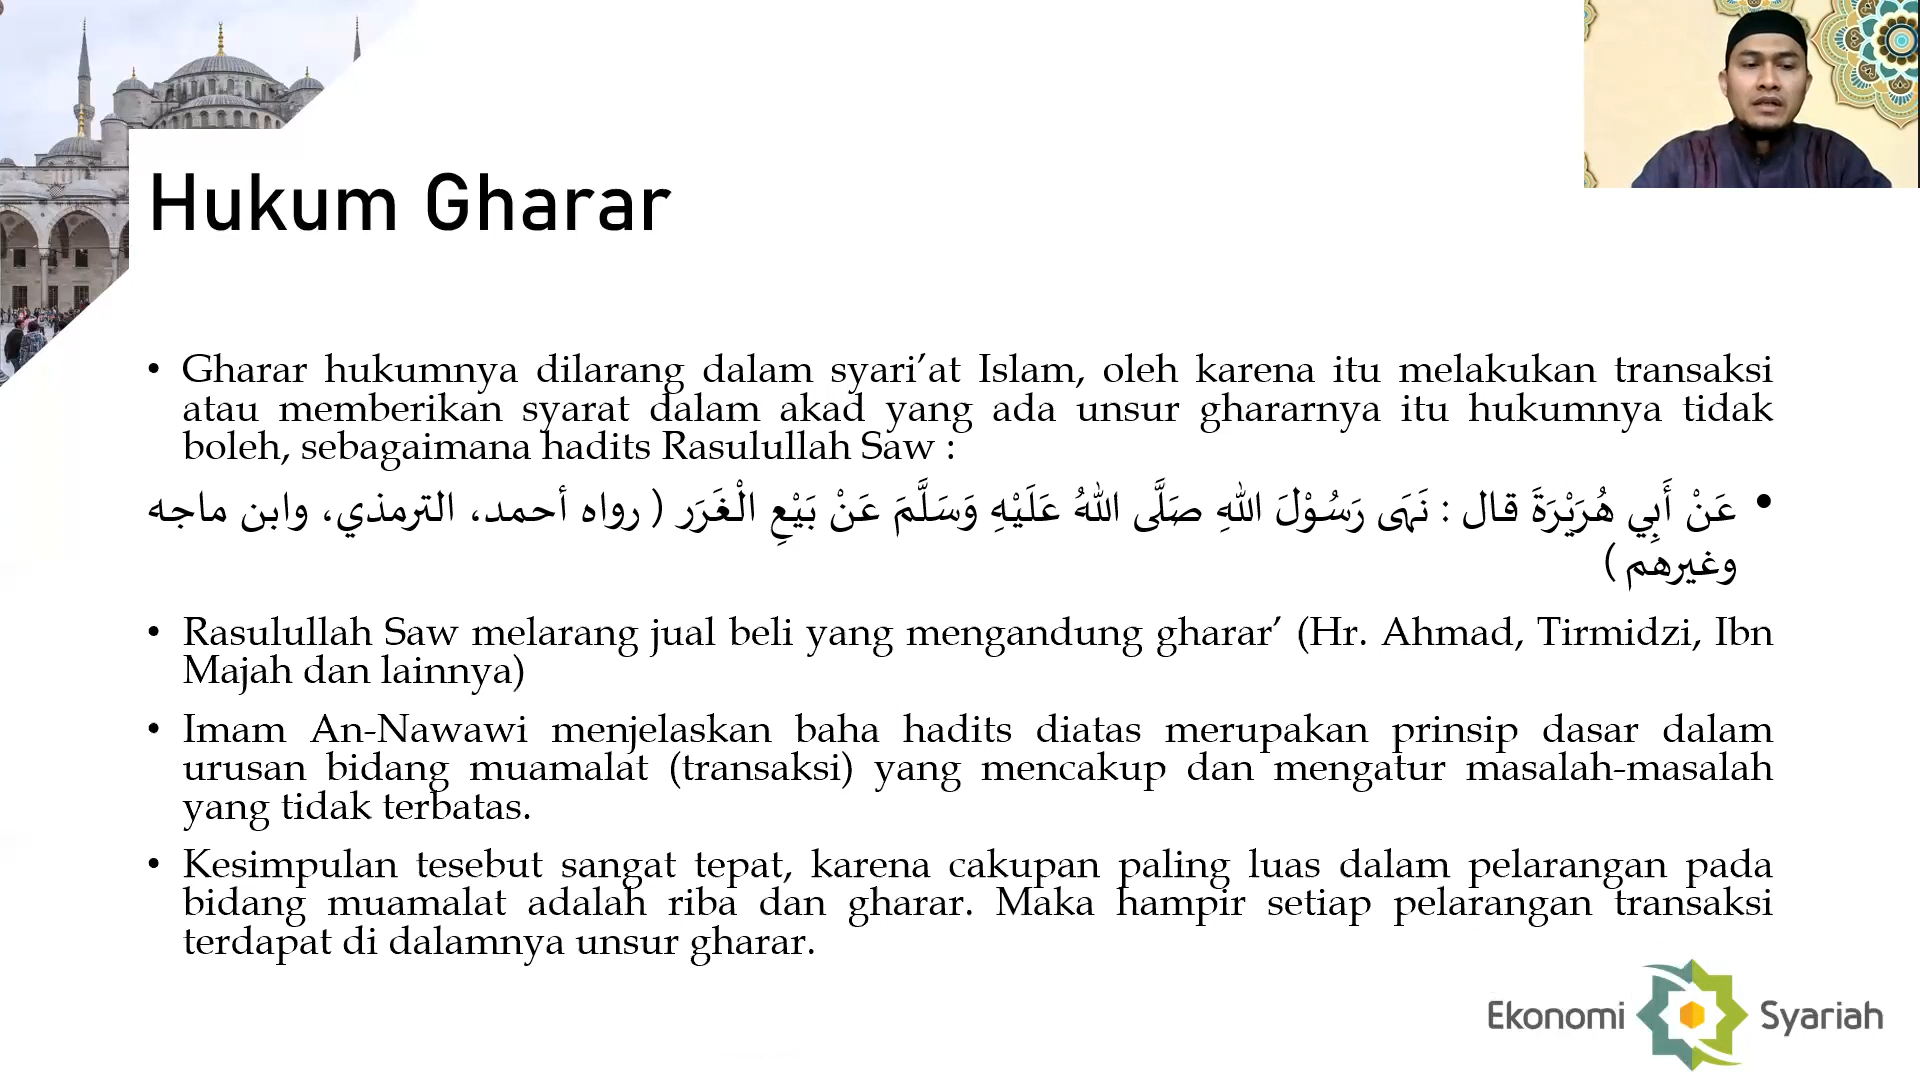 Hukum Gharar
• Gharar hukumnya dilarang dalam syari’at Islam, oleh karena itu melakukan transaksi
atau memberikan syarat dalam akad yang ada unsur ghararnya itu hukumnya tidak
boleh, sebagaimana hadits Rasulullah Saw :
• عَنْ أَبِي هُرَيْرَةَ قال : نَهَى رَسُوْلَ اللهِ صَلَّى اللهُ عَلَيْهِ وَسَلَّمَ عَنْ بَيْعِ الْغَرَر ( رواه أحمد، الترمذي، وابن ماجه
وغيرهم )
• Rasulullah Saw melarang jual beli yang mengandung gharar’ (Hr. Ahmad, Tirmidzi, Ibn
Majah dan lainnya)
• Imam An-Nawawi menjelaskan baha hadits diatas merupakan prinsip dasar dalam
urusan bidang muamalat (transaksi) yang mencakup dan mengatur masalah-masalah
yang tidak terbatas.
• Kesimpulan tesebut sangat tepat, karena cakupan paling luas dalam pelarangan pada
bidang muamalat adalah riba dan gharar. Maka hampir setiap pelarangan transaksi
terdapat di dalamnya unsur gharar.
Ekonomi Syariah